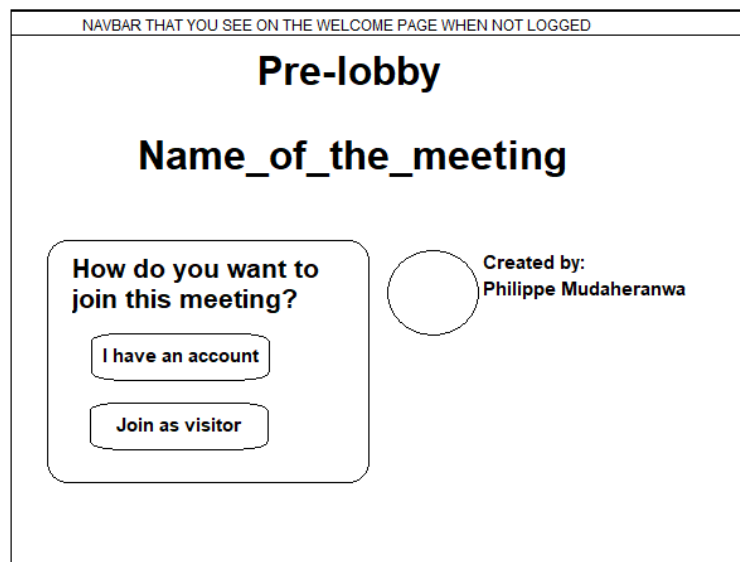 NAVBAR THAT YOU SEE ON THE WELCOME PAGE WHEN NOT LOGGED
Pre-lobby
Name_of_the_meeting
How do you want to
join this meeting?
I have an account
Join as visitor
Created by:
Philippe Mudaheranwa